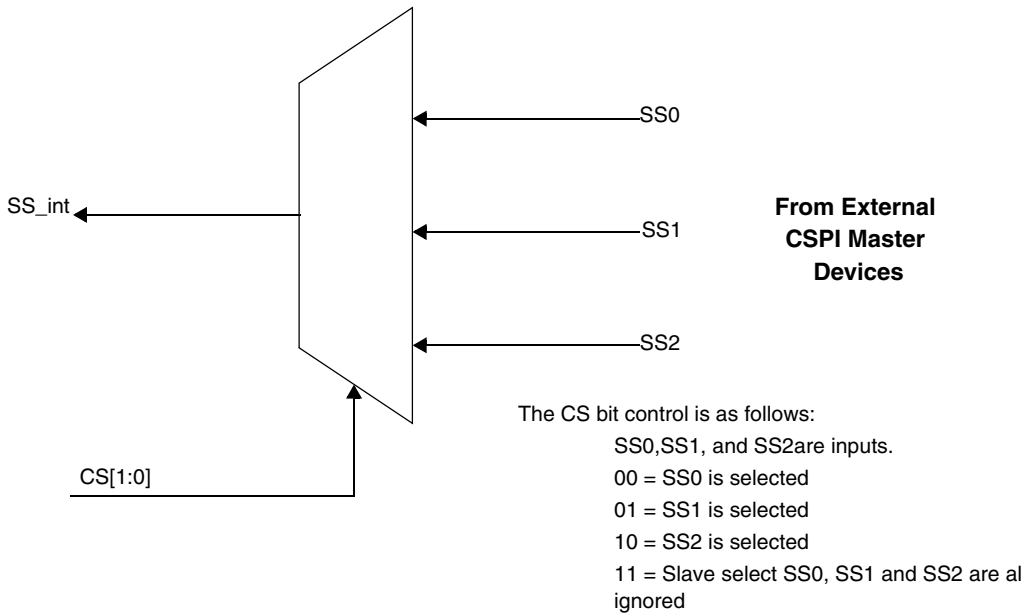 SS0
SS_int
SS1
From External
CSPI Master
Devices
SS2
The CS bit control is as follows:
SS0,SS1, and SS2are inputs.
CS[1:0]
00 = SS0 is selected
01 = SS1 is selected
10 = SS2 is selected
11 = Slave select SS0, SS1 and SS2 are al
ignored